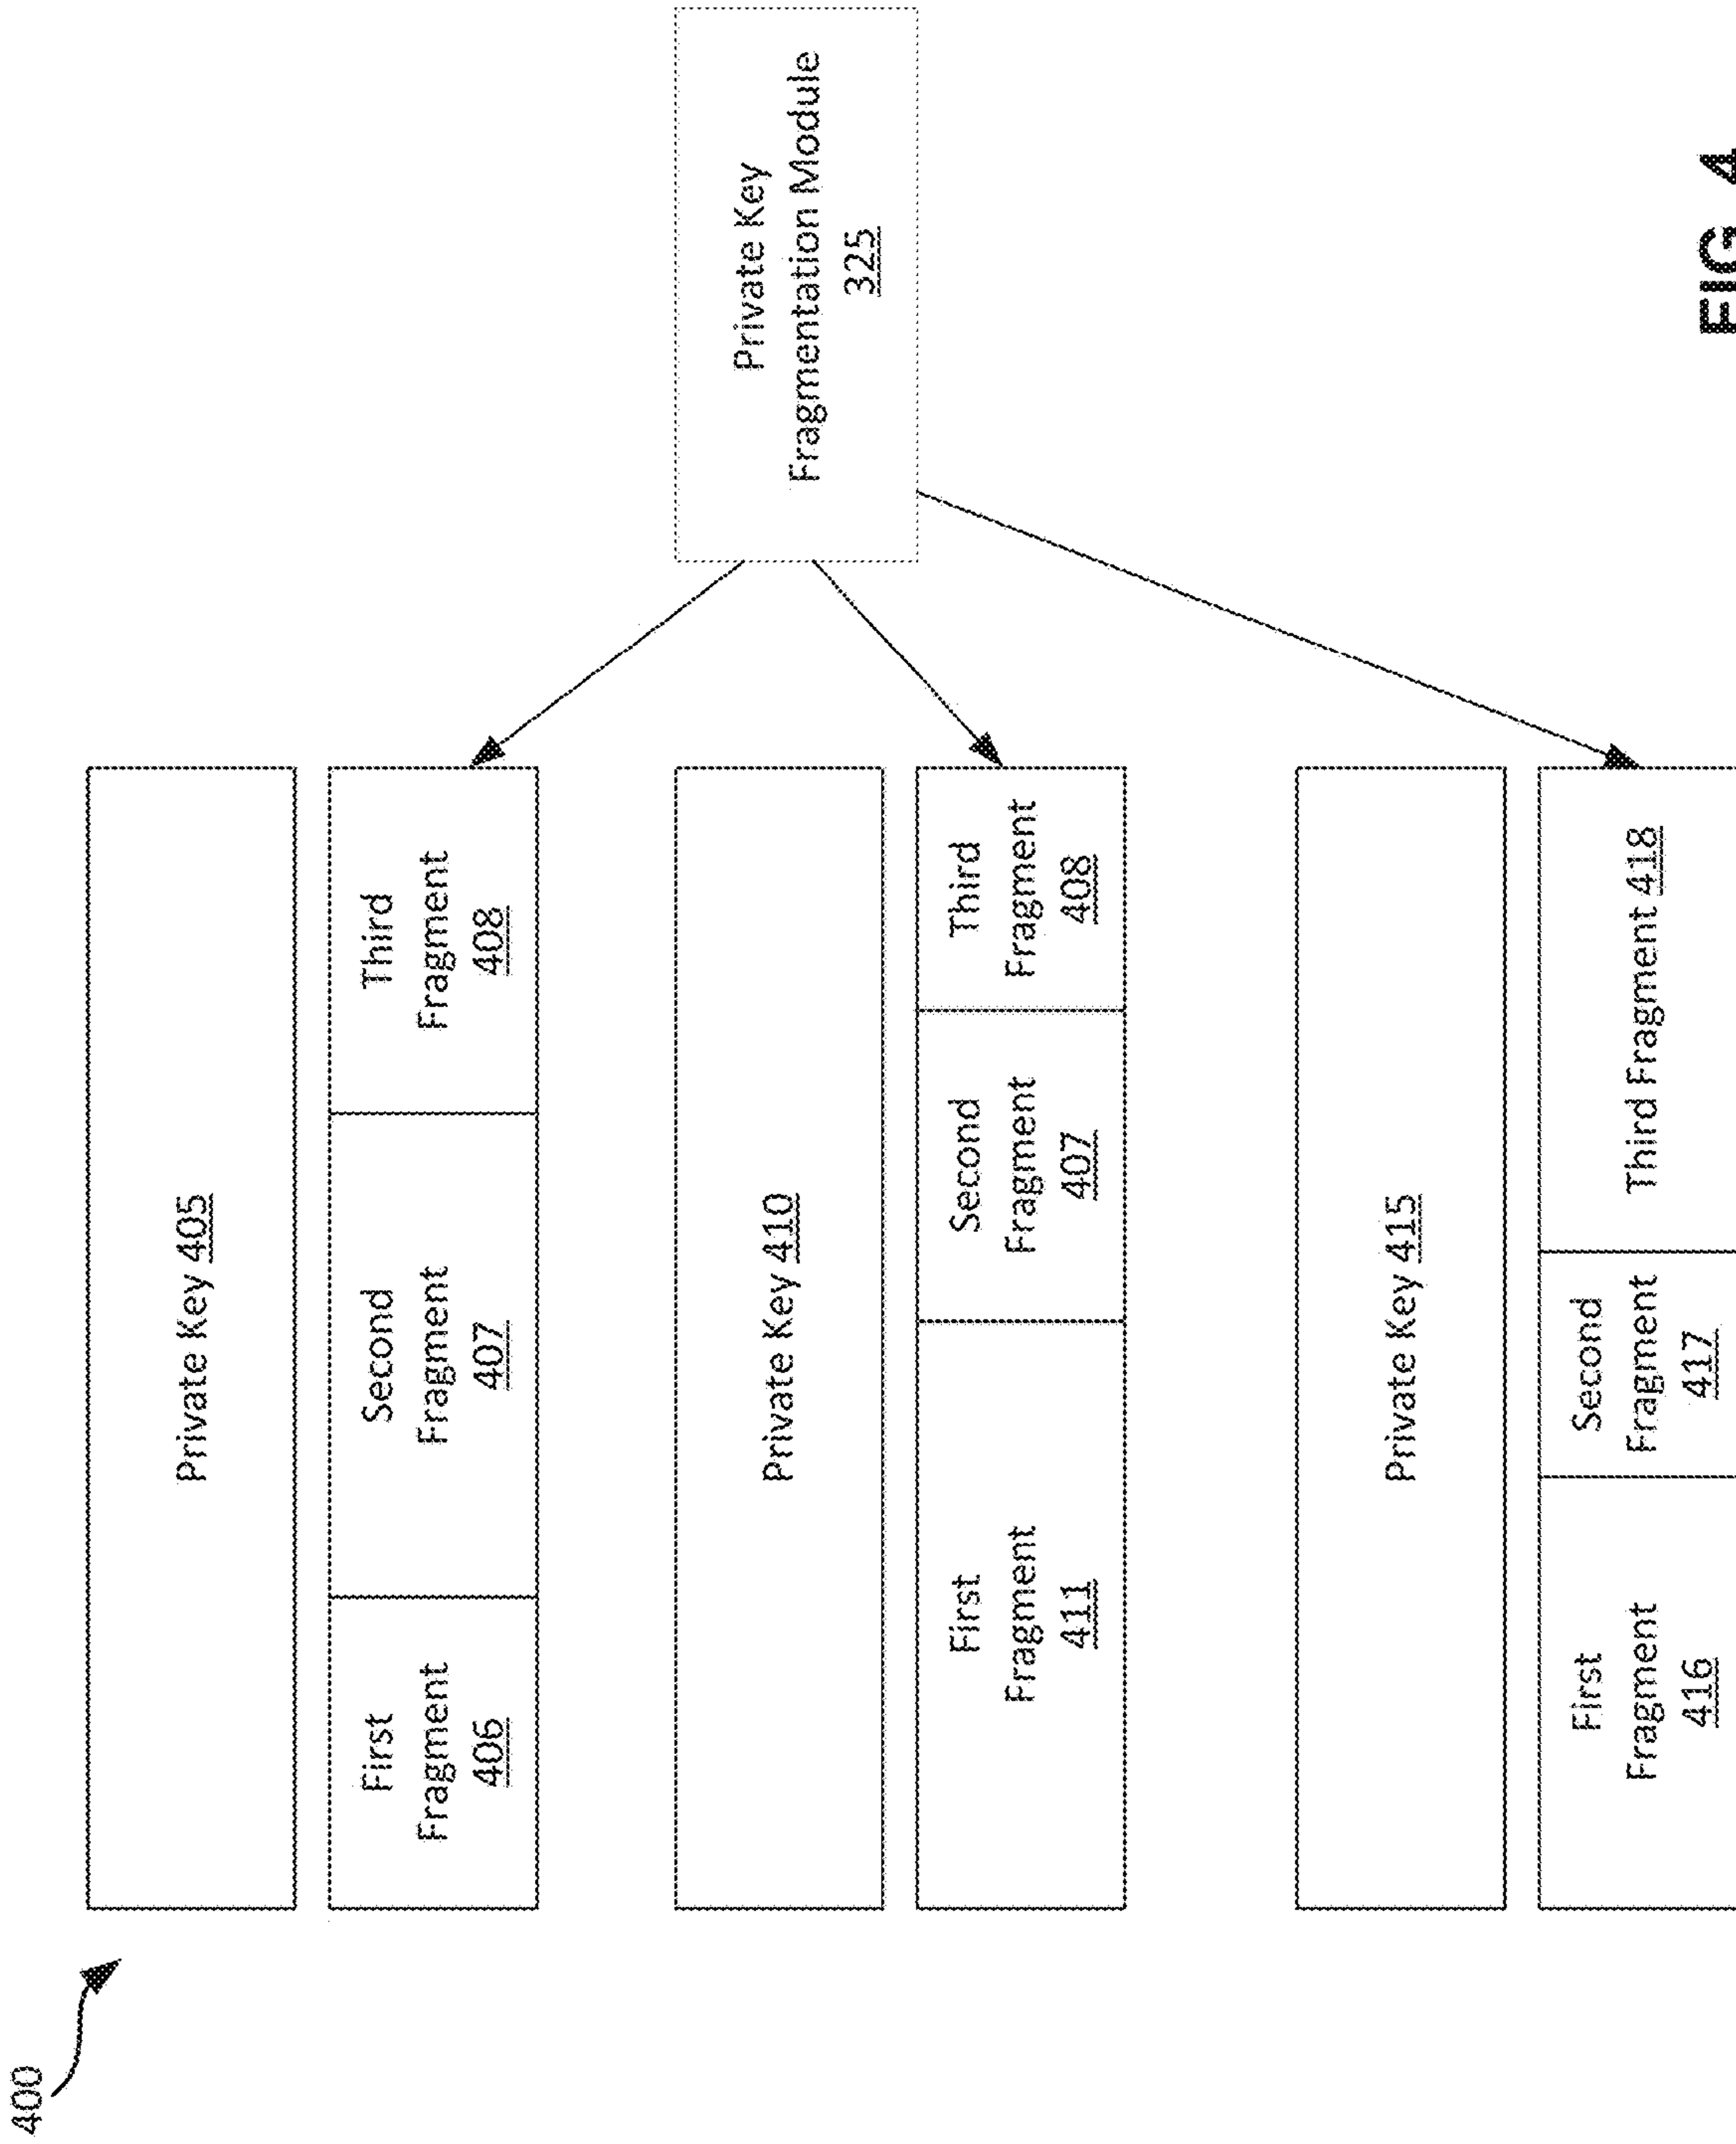 400
Private Key 405
First
Fragment
406
Second
Fragment
407
Third
Fragment
408
Private Key
Fragmentation Module
325
Private Key 410
First
Fragment
411
Second
Fragment
407
Third
Fragment
408
Private Key 415
First
Fragment
416
Second
Fragment
417
Third Fragment 418
FIG. 4